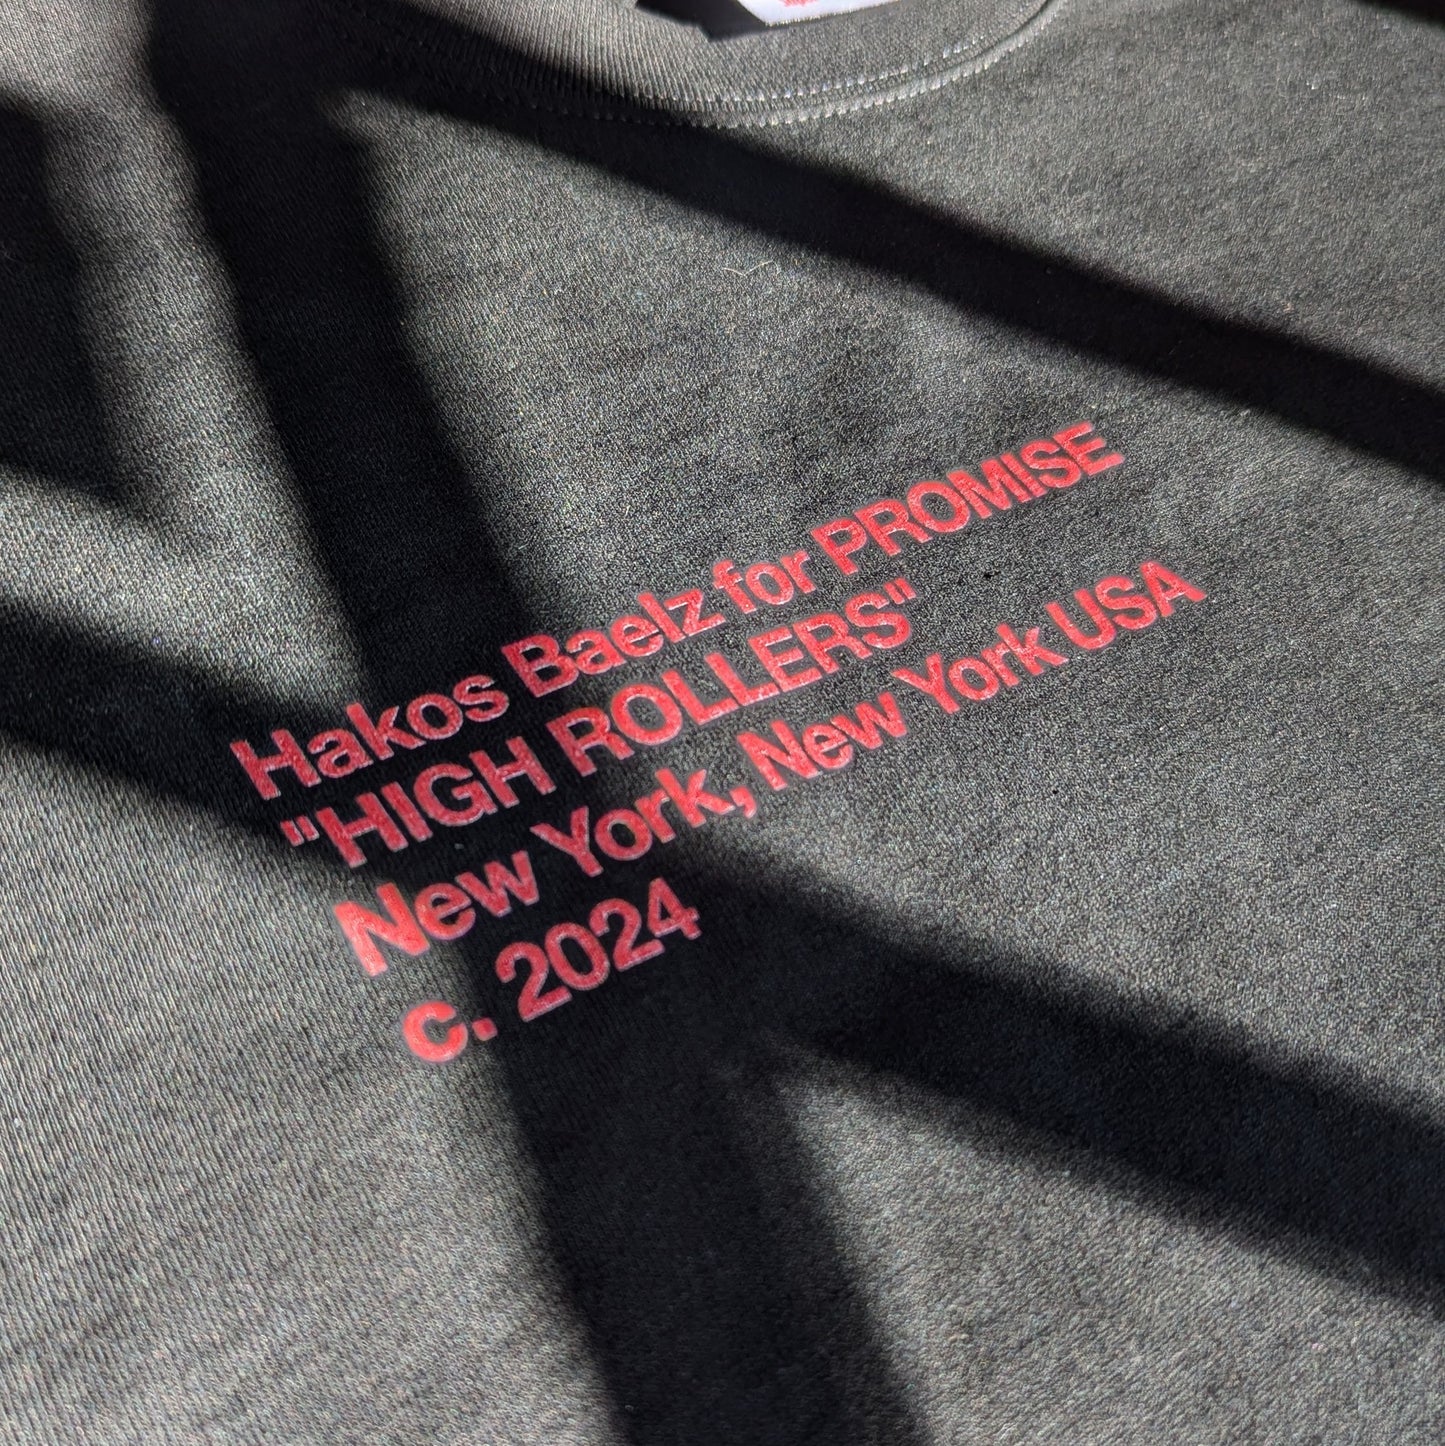 Hakos Baelz for PROMISE
"HIGH ROLLERS"
New York, New York USA
c. 2024